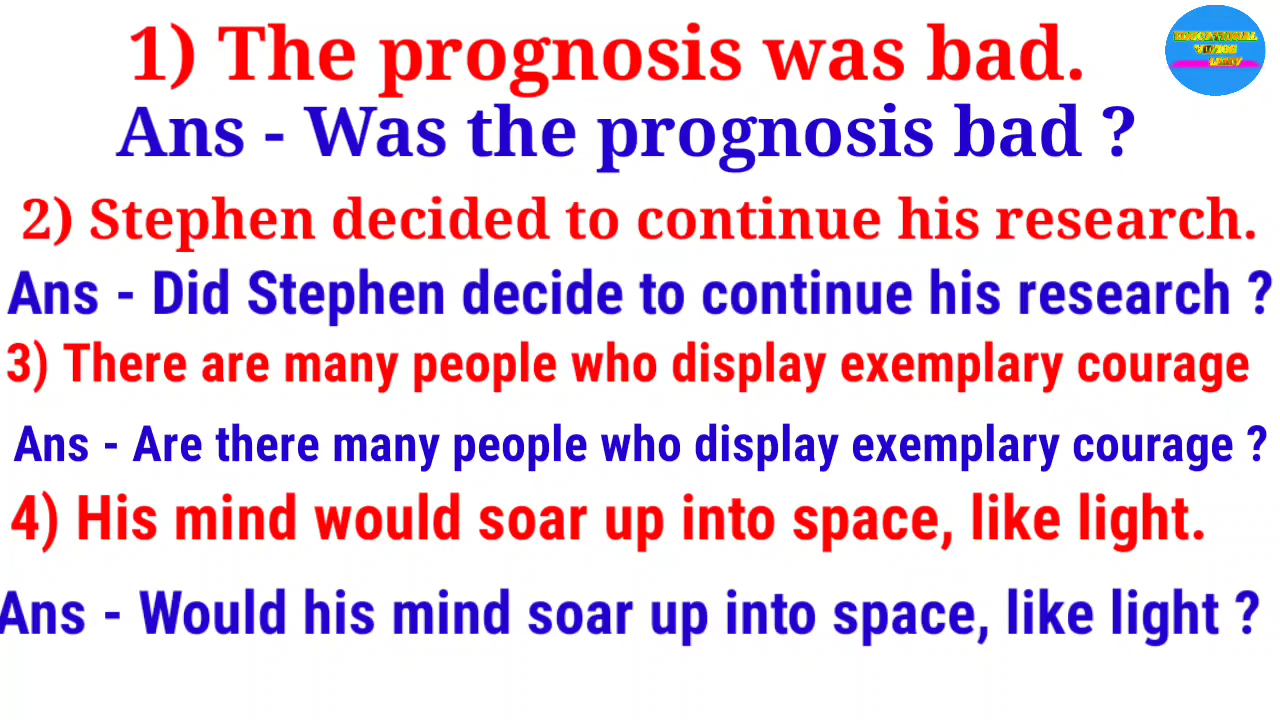 1) The prognosis was bad.
EDUCATIONAL
Ans - Was the prognosis bad ?
2) Stephen decided to continue his research.
Ans - Did Stephen decide to continue his research ?
3) There are many people who display exemplary courage
Ans - Are there many people who display exemplary courage ?
4) His mind would soar up into space, like light.
Ans - Would his mind soar up into space, like light ?